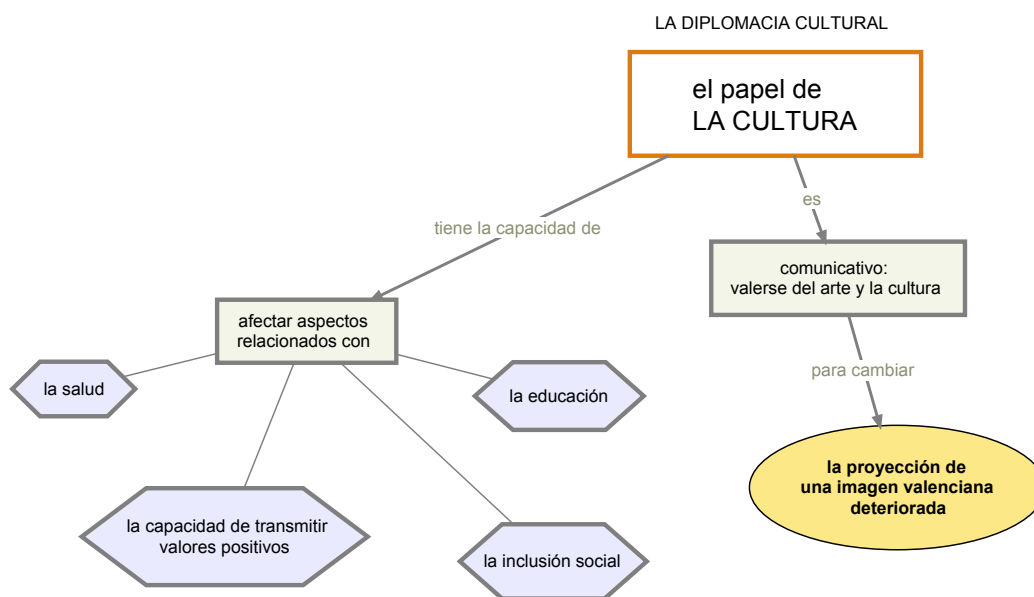 LA DIPLOMACIA CULTURAL
el papel de
LA CULTURA
es
tiene la capacidad de
comunicativo:
valerse del arte y la cultura
afectar aspectos
relacionados con
para cambiar
la salud
la educación
la proyección de
una imagen valenciana
deteriorada
la capacidad de transmitir
valores positivos
la inclusión social